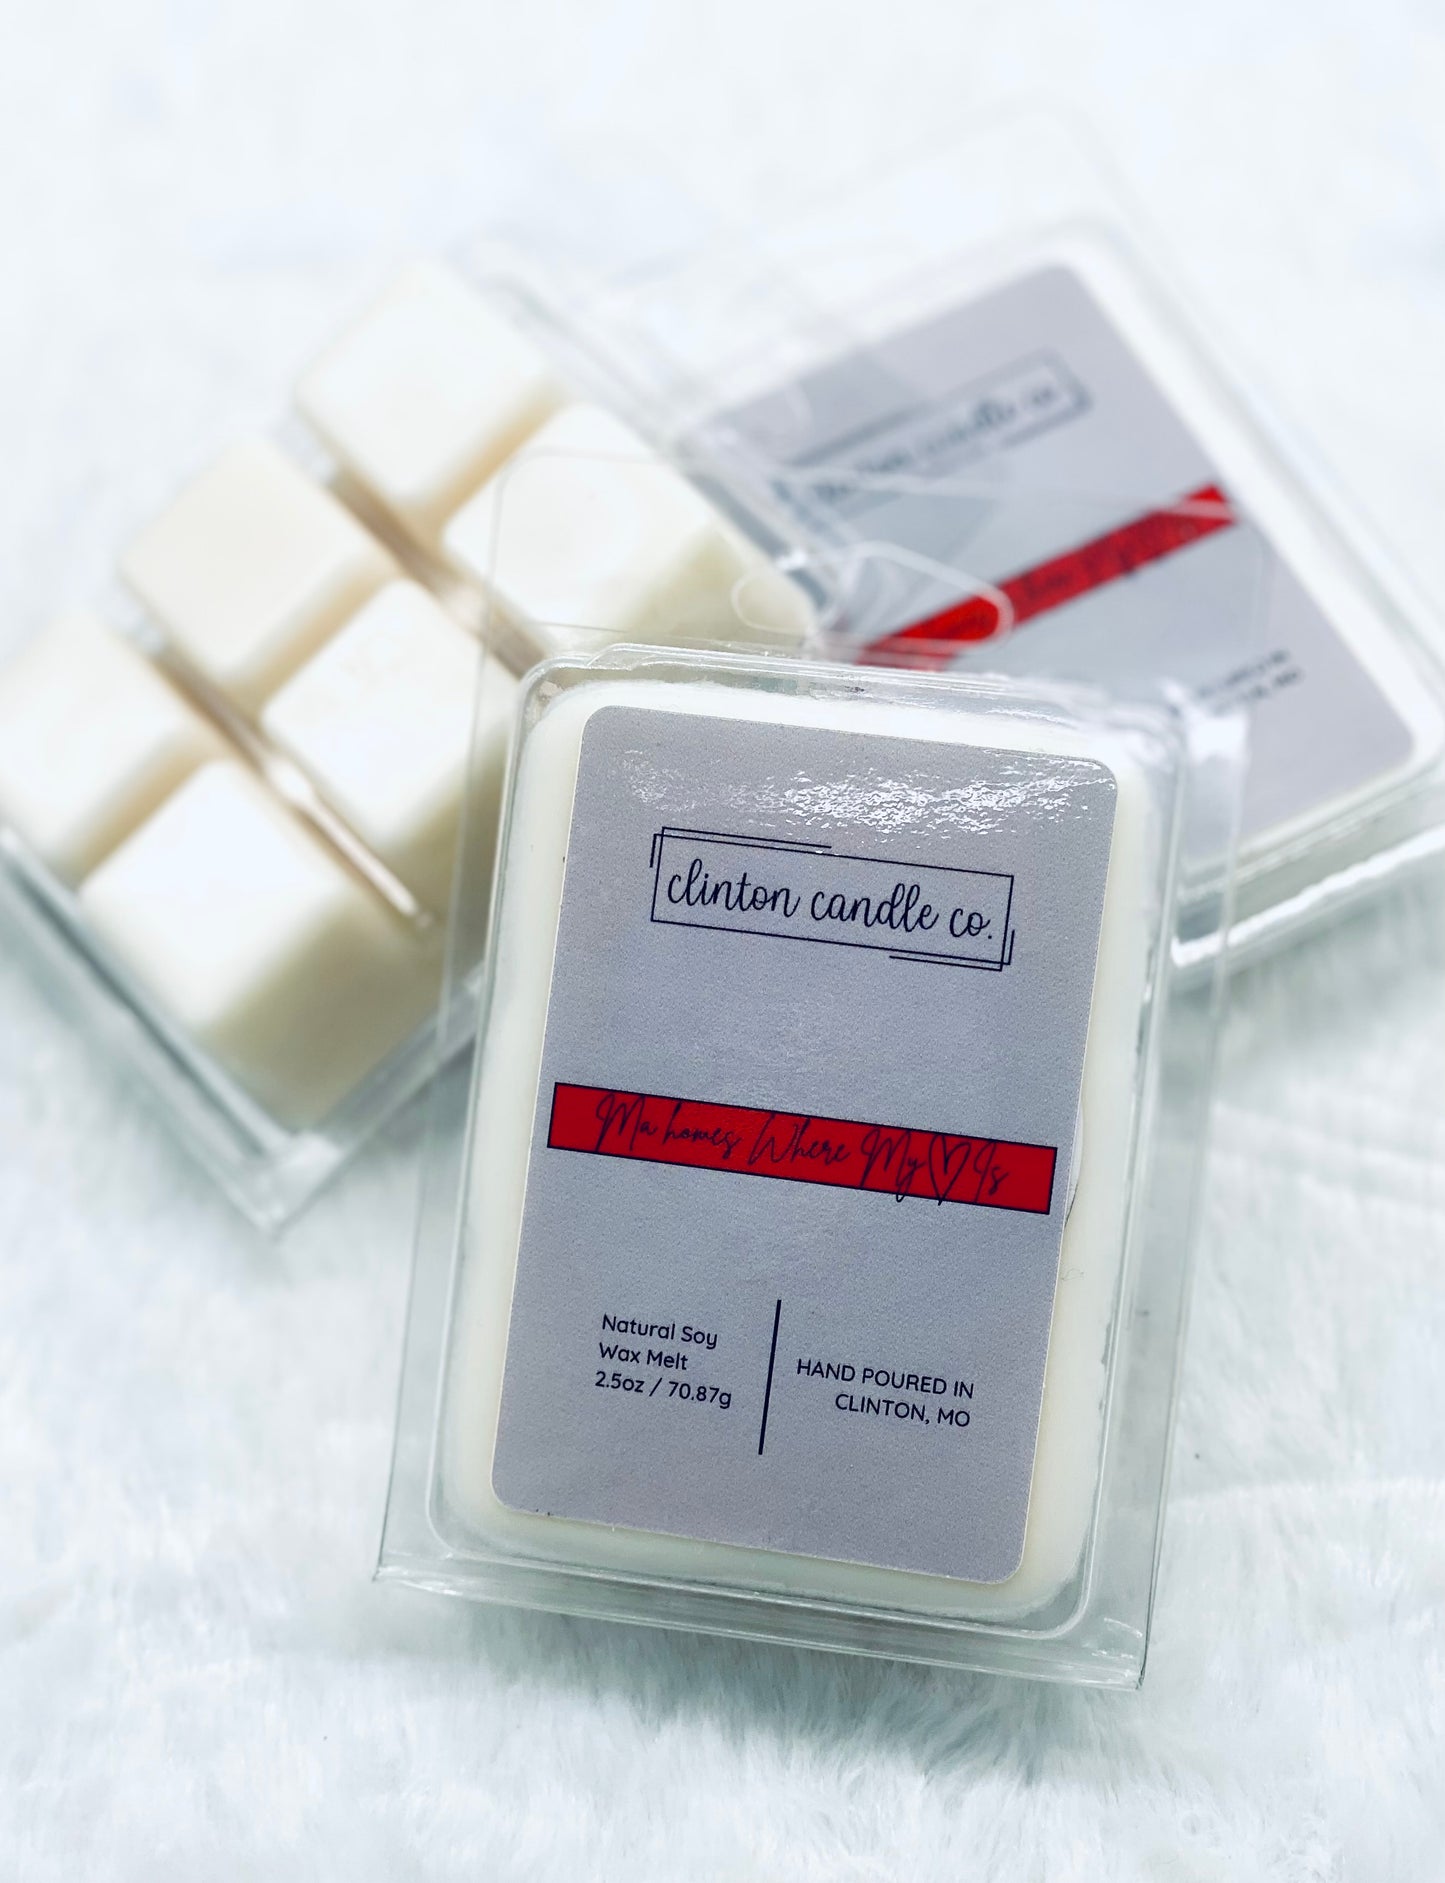 clinton candle co.
Ma homes Where My ♡ Is
Natural Soy
Wax Melt
2.5oz / 70.87g
HAND POURED IN
CLINTON, MO